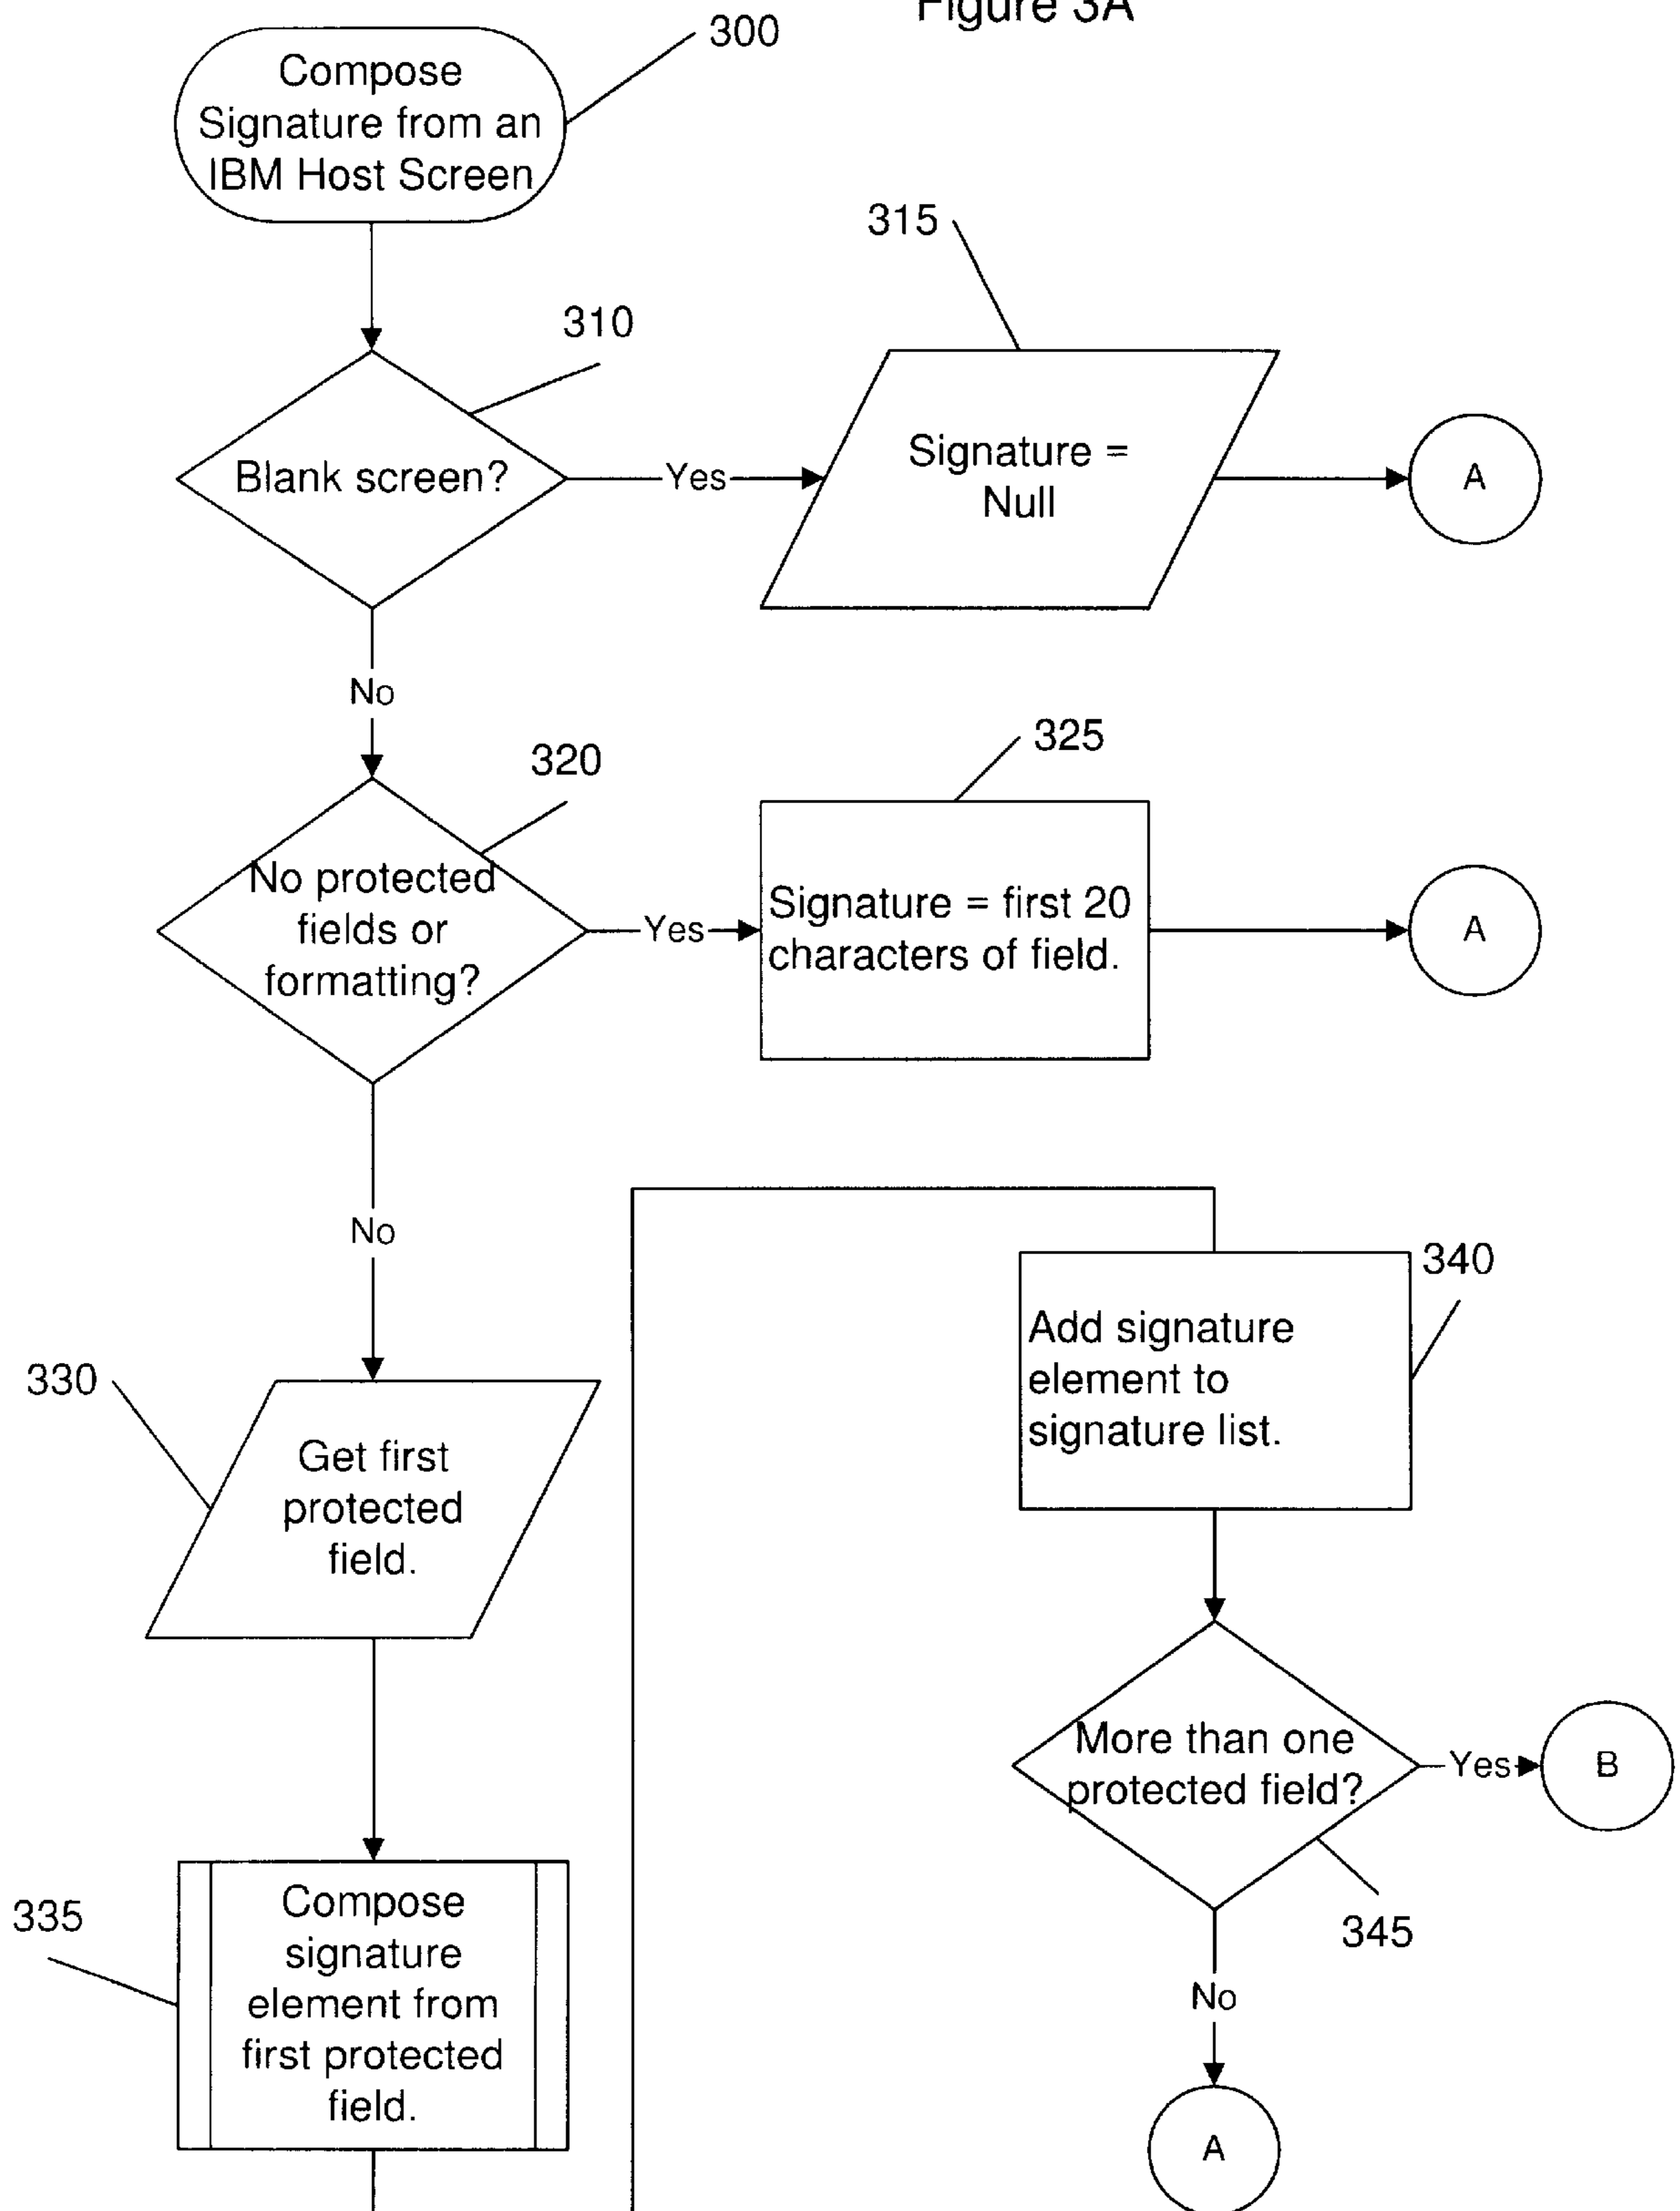 Figure 3A
300
Compose
Signature from an
IBM Host Screen
315
310
Blank screen?
Yes
Signature =
Null
A
No
320
325
No protected
fields or
formatting?
Yes
Signature = first 20
characters of field.
A
No
330
Get first
protected
field.
340
Add signature
element to
signature list.
More than one
protected field?
Yes
B
345
No
A
335
Compose
signature
element from
first protected
field.